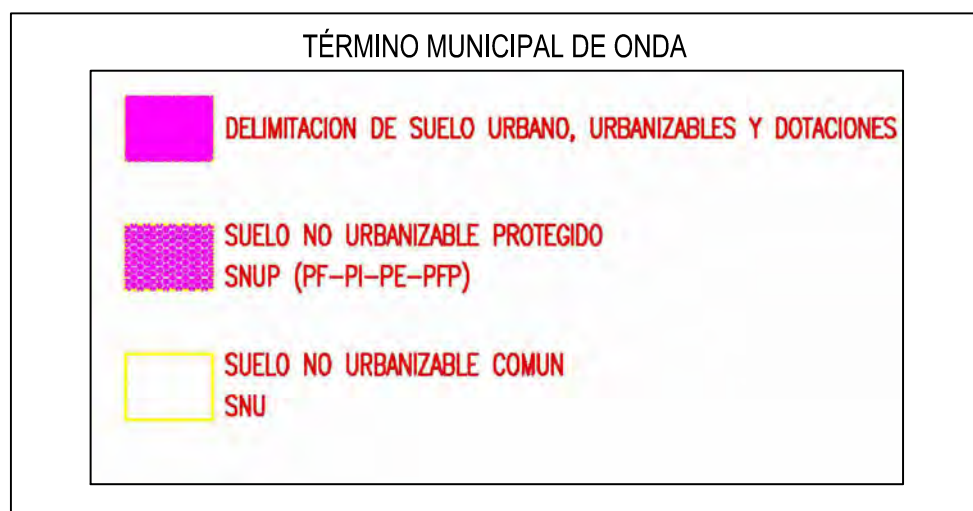 TÉRMINO MUNICIPAL DE ONDA
DELIMITACION DE SUELO URBANO, URBANIZABLES Y DOTACIONES
SUELO NO URBANIZABLE PROTEGIDO
SNUP (PF-PI-PE-PFP)
SUELO NO URBANIZABLE COMUN
SNU